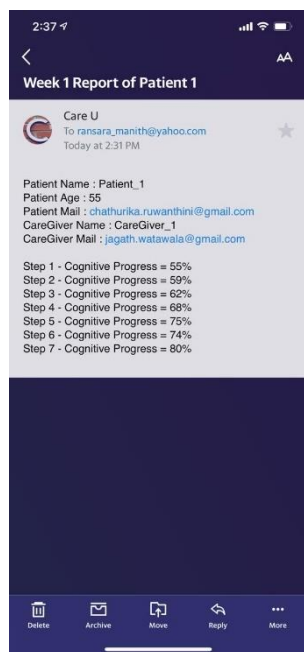 2:37
AA
Week 1 Report of Patient 1
Care U
To ransara_manith@yahoo.com
Today at 2:31 PM
Patient Name : Patient_1
Patient Age : 55
Patient Mail : chathurika.ruwanthini@gmail.com
CareGiver Name : CareGiver_1
CareGiver Mail : jagath.watawala@gmail.com
Step 1 - Cognitive Progress = 55%
Step 2 - Cognitive Progress = 59%
Step 3 - Cognitive Progress = 62%
Step 4 - Cognitive Progress = 68%
Step 5 - Cognitive Progress = 75%
Step 6 - Cognitive Progress = 74%
Step 7 - Cognitive Progress = 80%
Delete Archive Move Reply More